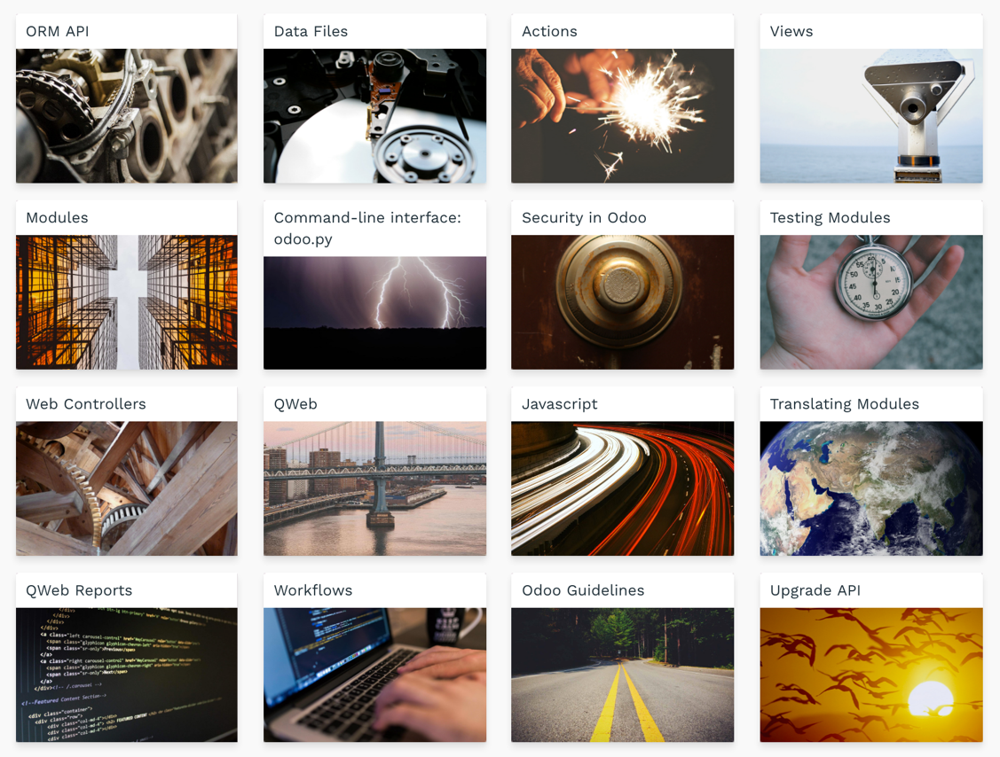 ORM API
Data Files
Actions
Views
Modules
Command-line interface:
odoo.py
Security in Odoo
Testing Modules
Web Controllers
QWeb
Javascript
Translating Modules
QWeb Reports
Workflows
Odoo Guidelines
Upgrade API